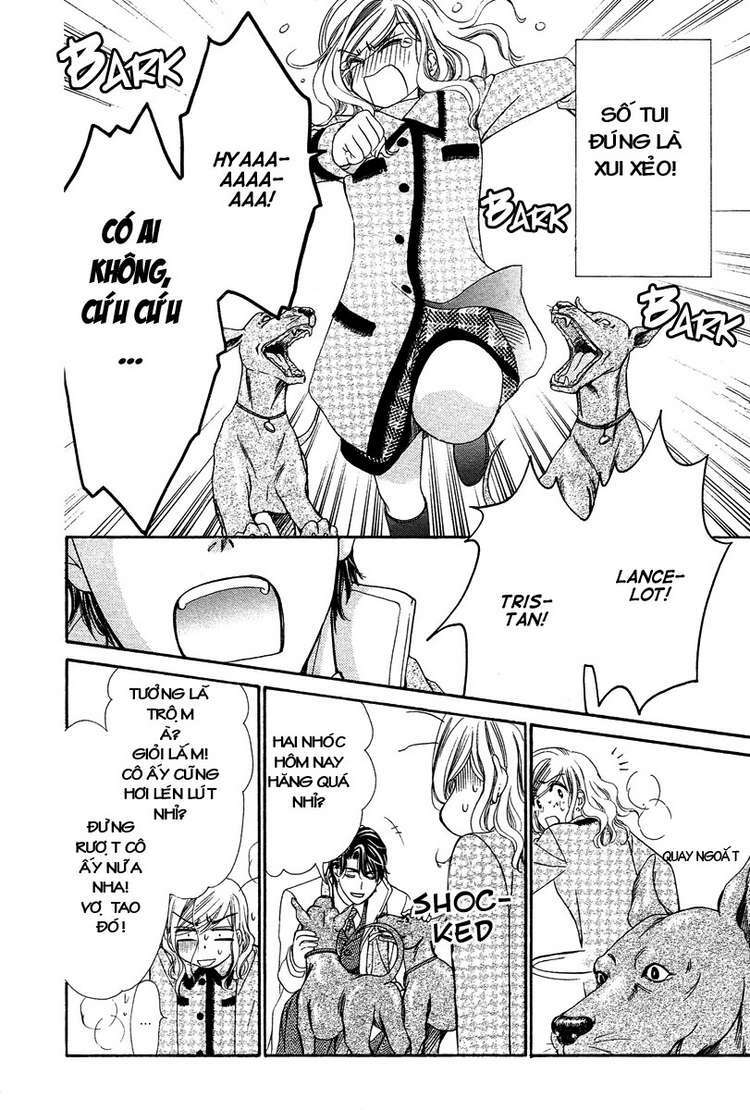 SỐ TUI
ĐÚNG LÀ
XUI XẺO!
BARK
HYAAA-
AAAAA-
AAA!
CÓ AI
KHÔNG,
CỨU CỨU
...
BARK
BARK
LANCE-
LOT!
TRIS-
TAN!
QUAY NGOẮT
HAI NHÓC
HÔM NAY
HĂNG QUÁ
NHỈ?
SHOC-
KED
TƯỞNG LÀ
TRỘM
À?
GIỎI LẮM!
CÔ ẤY CŨNG
HƠI LÉN LÚT
NHỈ?
ĐỪNG
RƯỢT CÔ
ẤY NỮA
NHA!
VỢ TAO
ĐÓ!
...